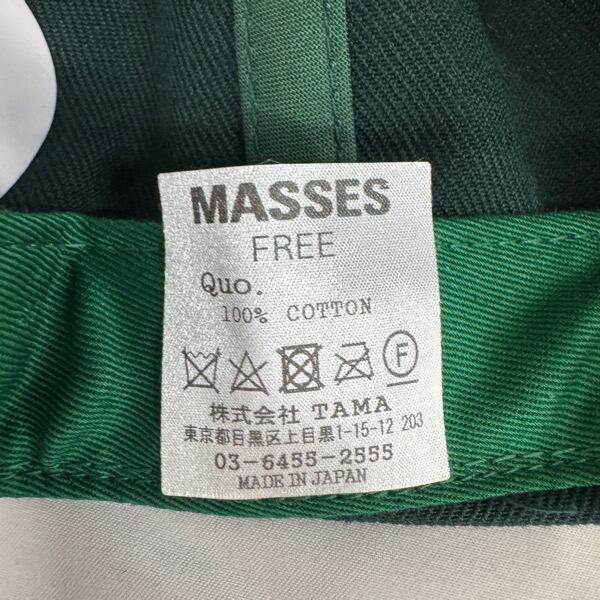 MASSES
FREE
Quo.
100% COTTON
F
株式会社 TAMA
東京都目黒区上目黒1-15-12 203
03-6455-2555
MADE IN JAPAN